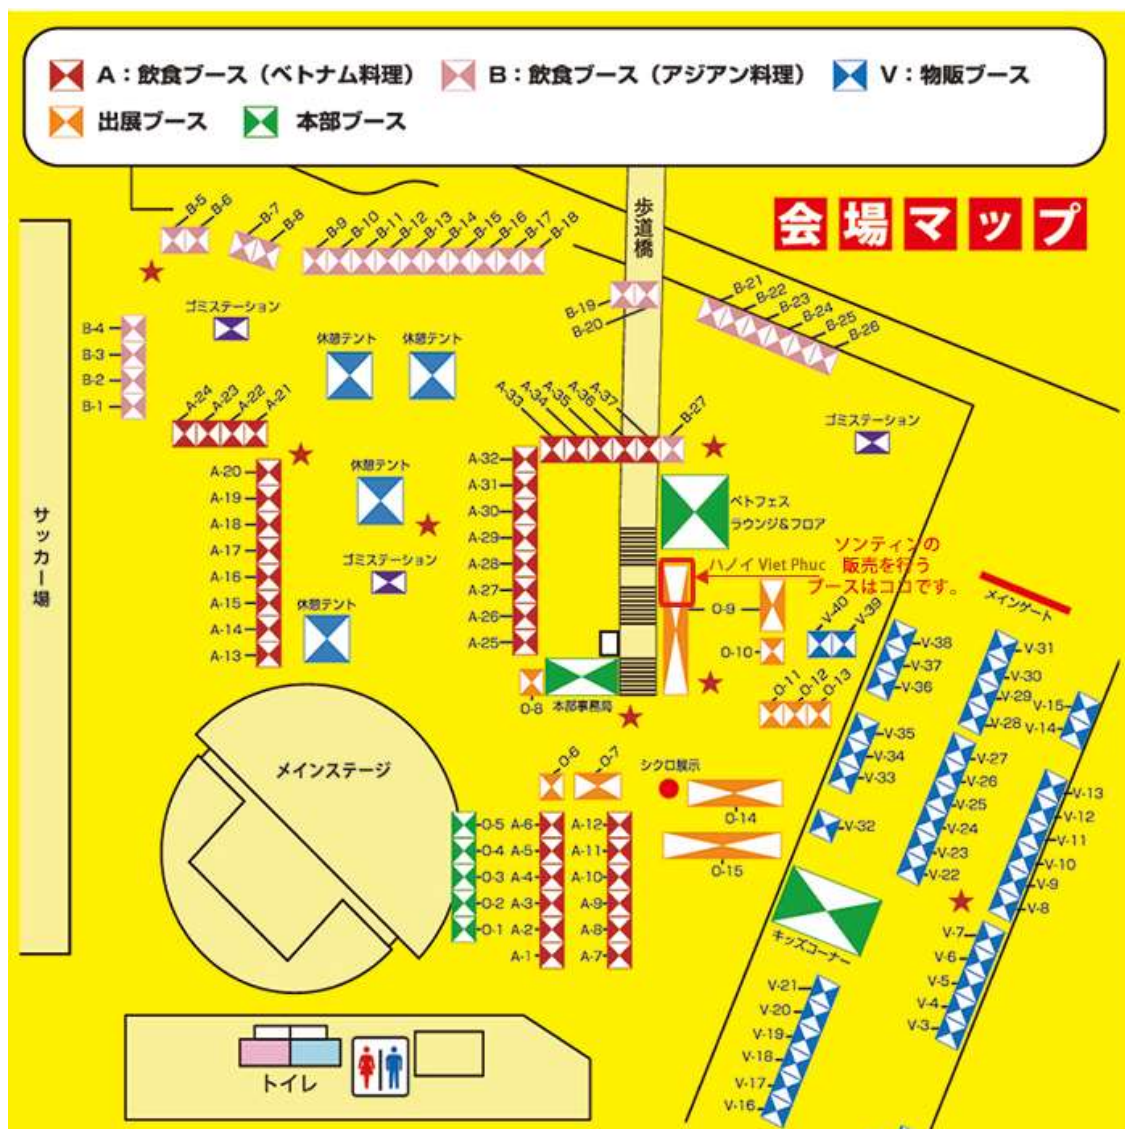 A：飲食ブース（ベトナム料理）
B：飲食ブース（アジアン料理）
V：物販ブース
出展ブース
本部ブース
会場マップ
歩道橋
B-5
B-6
B-7
B-8
B-9
B-10
B-11
B-12
B-13
B-14
B-15
B-16
B-17
B-18
B-19
B-20
B-21
B-22
B-23
B-24
B-25
B-26
ゴミステーション
休憩テント
休憩テント
B-4
B-3
B-2
B-1
A-24
A-23
A-22
A-21
A-33
A-34
A-35
A-36
A-37
B-27
ゴミステーション
A-20
A-19
A-18
A-17
A-16
A-15
A-14
A-13
休憩テント
ゴミステーション
休憩テント
A-32
A-31
A-30
A-29
A-28
A-27
A-26
A-25
ベトフェス
ラウンジ&フロア
ソンティンの
販売を行う
ブースはココです。
ハノイ Viet Phuc
サッカー場
メインゲート
O-9
O-10
V-40
V-39
O-11
O-12
O-13
O-8
本部事務局
V-38
V-37
V-36
V-31
V-30
V-29
V-28
V-15
V-14
V-35
V-34
V-33
V-27
V-26
V-25
V-24
V-23
V-22
V-32
V-13
V-12
V-11
V-10
V-9
V-8
メインステージ
O-6
O-7
シクロ展示
O-14
O-15
O-5
O-4
O-3
O-2
O-1
A-6
A-5
A-4
A-3
A-2
A-1
A-12
A-11
A-10
A-9
A-8
A-7
キッズコーナー
V-7
V-6
V-5
V-4
V-3
V-21
V-20
V-19
V-18
V-17
V-16
トイレ